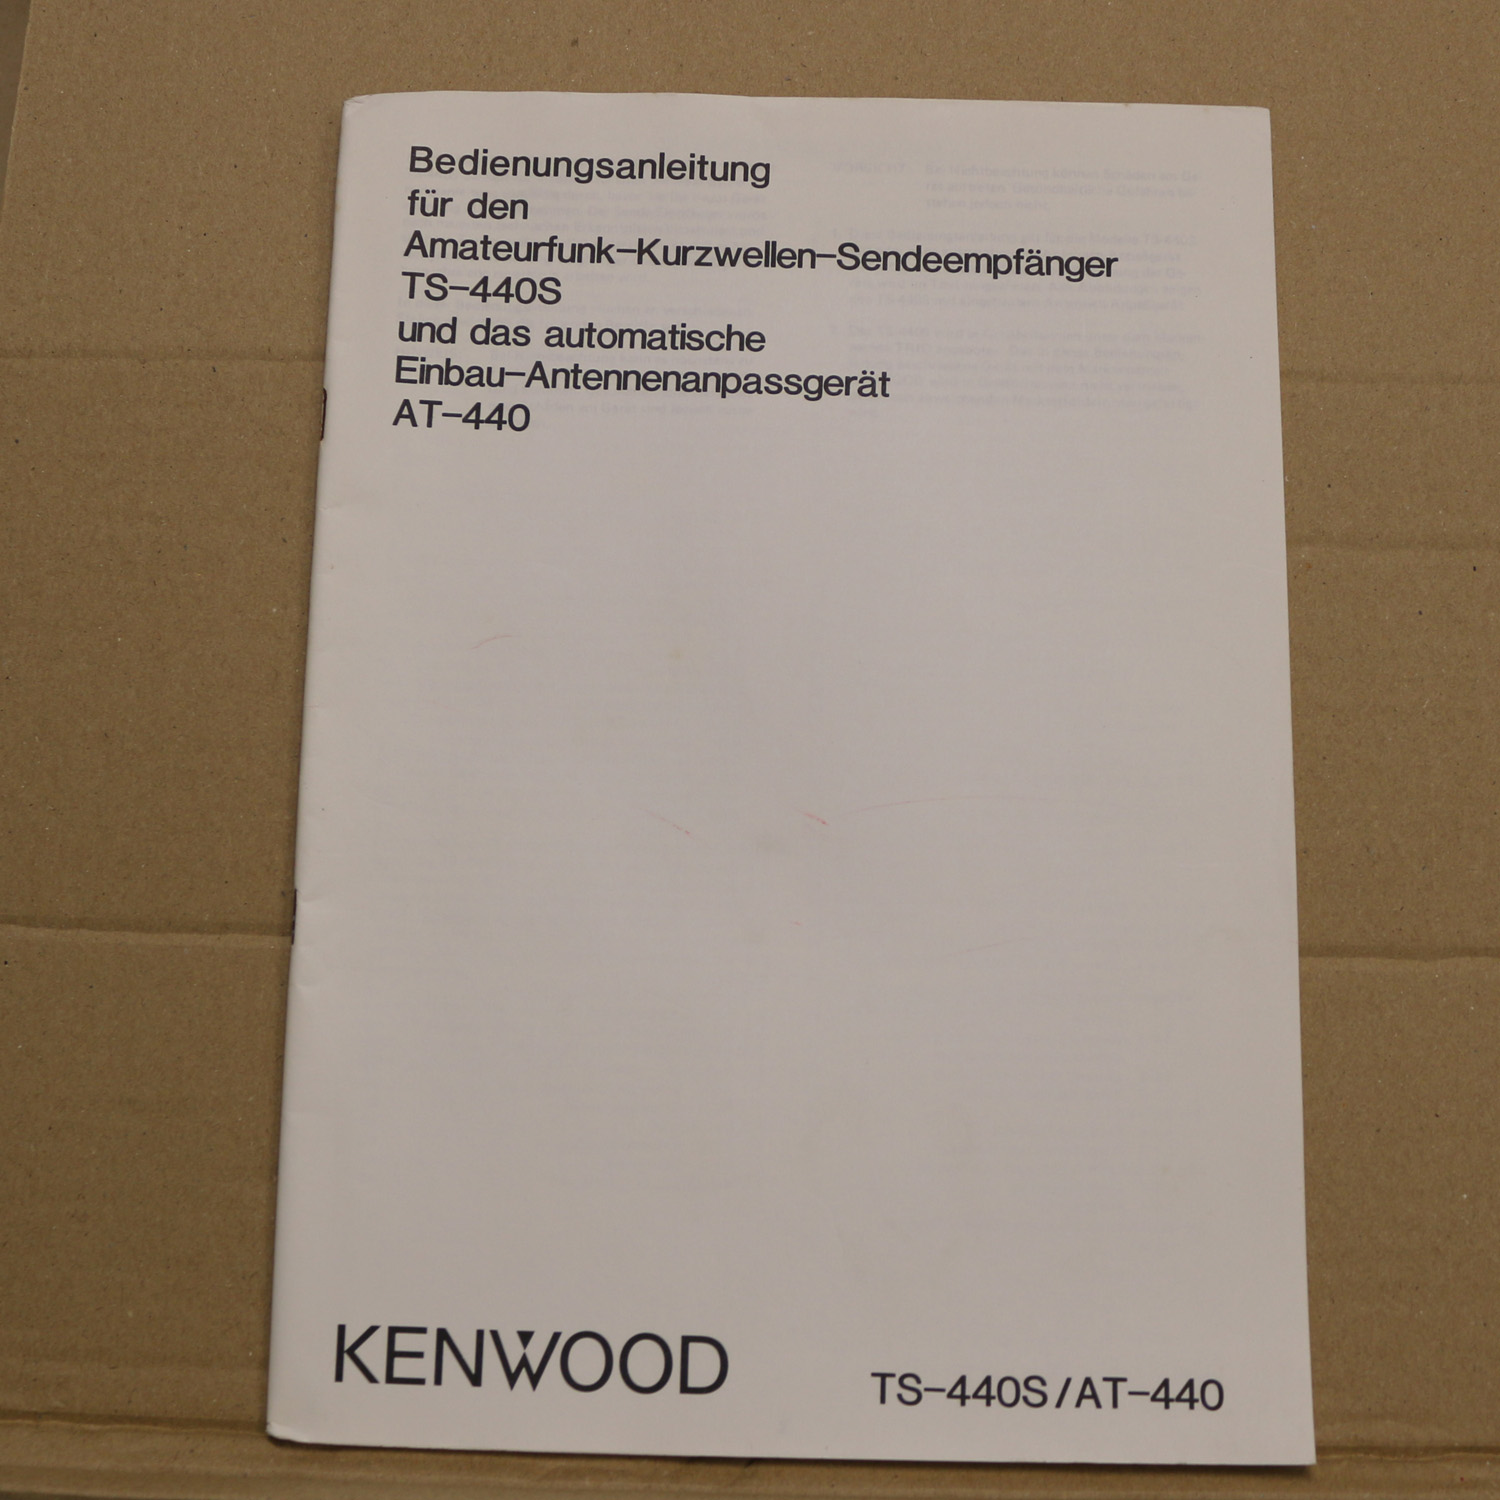 Bedienungsanleitung
für den
Amateurfunk-Kurzwellen-Sendeempfänger
TS-440S
und das automatische
Einbau-Antennenanpassgerät
AT-440
KENWOOD
TS-440S/AT-440